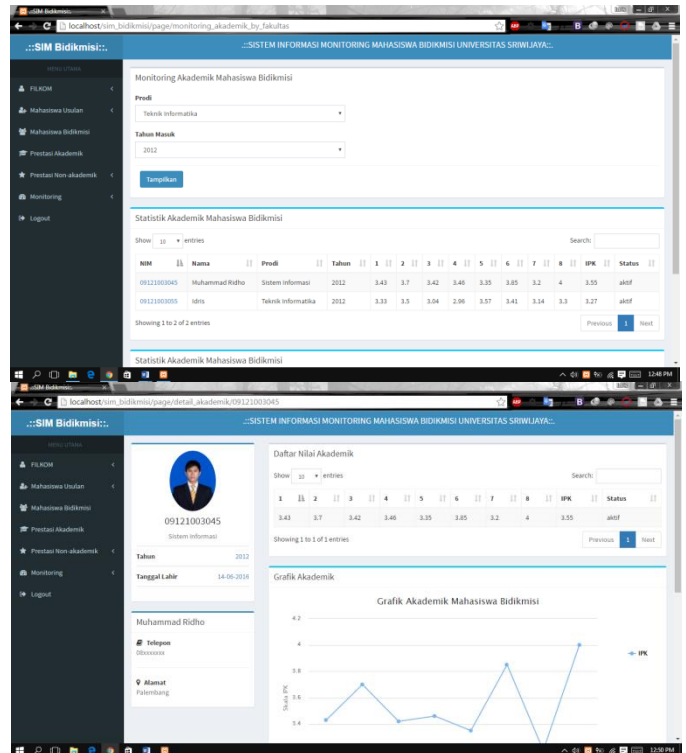 .::SIM Bidikmisi::.
localhost/sim_bidikmisi/page/monitoring_akademik_by_fakultas
.::SIM Bidikmisi::.
.::SISTEM INFORMASI MONITORING MAHASISWA BIDIKMISI UNIVERSITAS SRIWIJAYA::.
MENU UTAMA
FILKOM
Mahasiswa Usulan
Mahasiswa Bidikmisi
Prestasi Akademik
Prestasi Non-akademik
Monitoring
Logout
Monitoring Akademik Mahasiswa Bidikmisi
Prodi
Teknik Informatika
Tahun Masuk
2012
Tampilkan
Statistik Akademik Mahasiswa Bidikmisi
Show 10 entries Search:
NIM Nama Prodi Tahun 1 2 3 4 5 6 7 8 IPK Status
09121003045 Muhammad Ridho Sistem Informasi 2012 3.43 3.7 3.42 3.46 3.35 3.85 3.2 4 3.55 aktif
09121003055 Idris Teknik Informatika 2012 3.33 3.5 3.04 2.96 3.57 3.41 3.14 3.3 3.27 aktif
Showing 1 to 2 of 2 entries Previous 1 Next
Statistik Akademik Mahasiswa Bidikmisi
12:48 PM
.::SIM Bidikmisi::.
localhost/sim_bidikmisi/page/detail_akademik/09121003045
.::SIM Bidikmisi::.
.::SISTEM INFORMASI MONITORING MAHASISWA BIDIKMISI UNIVERSITAS SRIWIJAYA::.
MENU UTAMA
FILKOM
Mahasiswa Usulan
Mahasiswa Bidikmisi
Prestasi Akademik
Prestasi Non-akademik
Monitoring
Logout
09121003045
Sistem Informasi
Tahun 2012
Tanggal Lahir 14-06-2016
Muhammad Ridho
Telepon
Alamat
Palembang
Daftar Nilai Akademik
Show 10 entries Search:
1 2 3 4 5 6 7 8 IPK Status
3.43 3.7 3.42 3.46 3.35 3.85 3.2 4 3.55 aktif
Showing 1 to 1 of 1 entries Previous 1 Next
Grafik Akademik
Grafik Akademik Mahasiswa Bidikmisi
4.2
4
3.8
3.6
3.4
Skala IPK
IPK
12:50 PM